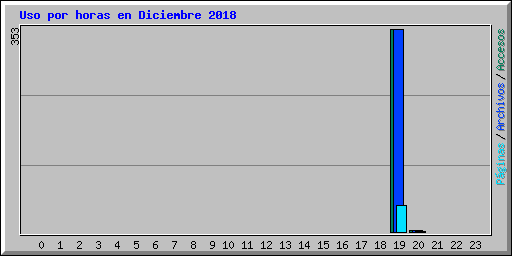 Uso por horas en Diciembre 2018
353
Páginas / Archivos / Accesos
0 1 2 3 4 5 6 7 8 9 10 11 12 13 14 15 16 17 18 19 20 21 22 23